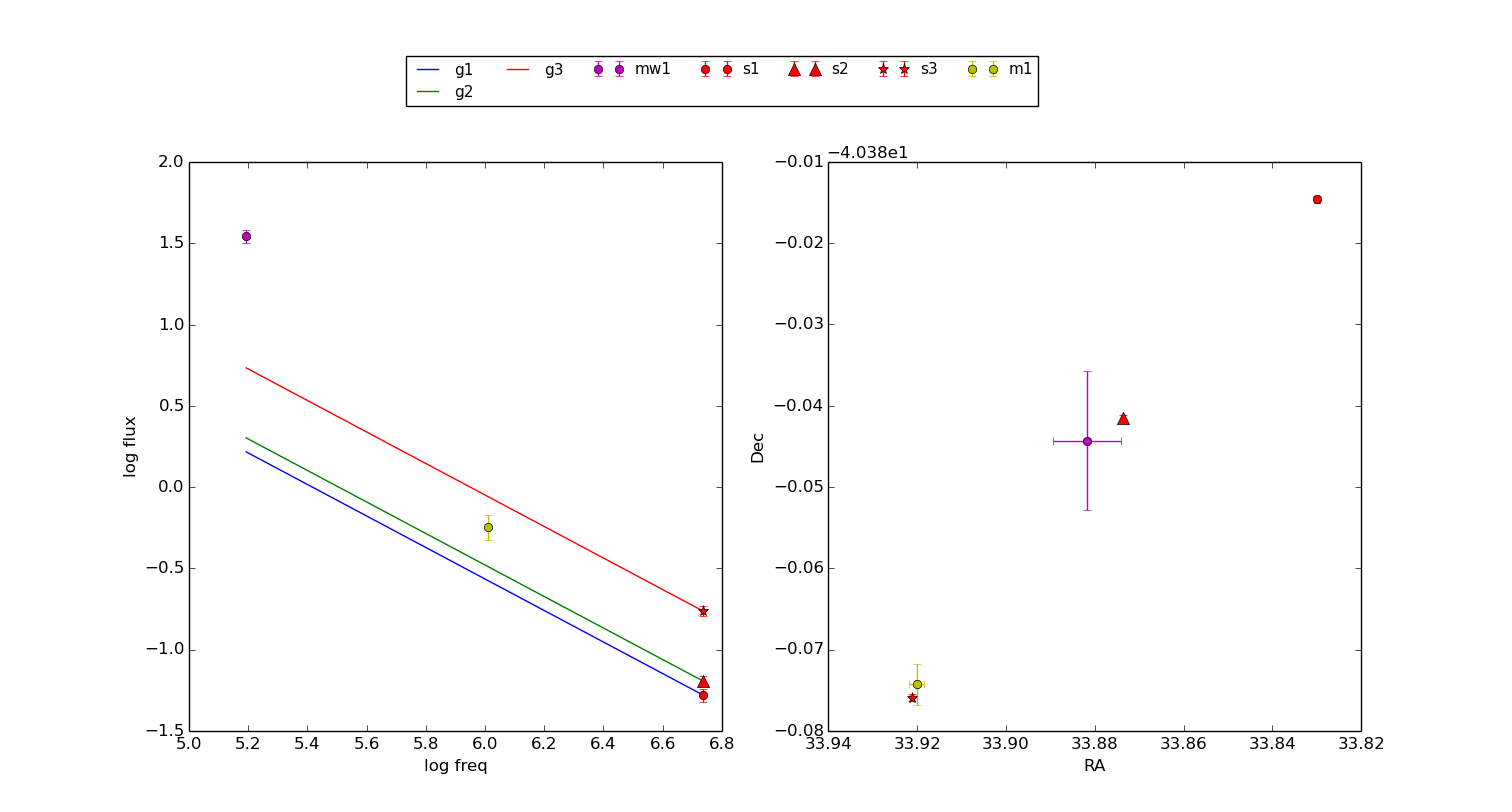 g1 g3 mw1 s1 s2 s3 m1
g2
2.0
1.5
1.0
0.5
0.0
−0.5
−1.0
−1.5
log flux
5.0 5.2 5.4 5.6 5.8 6.0 6.2 6.4 6.6 6.8
log freq
−4.038e1
−0.01
−0.02
−0.03
−0.04
−0.05
−0.06
−0.07
−0.08
Dec
33.94 33.92 33.90 33.88 33.86 33.84 33.82
RA